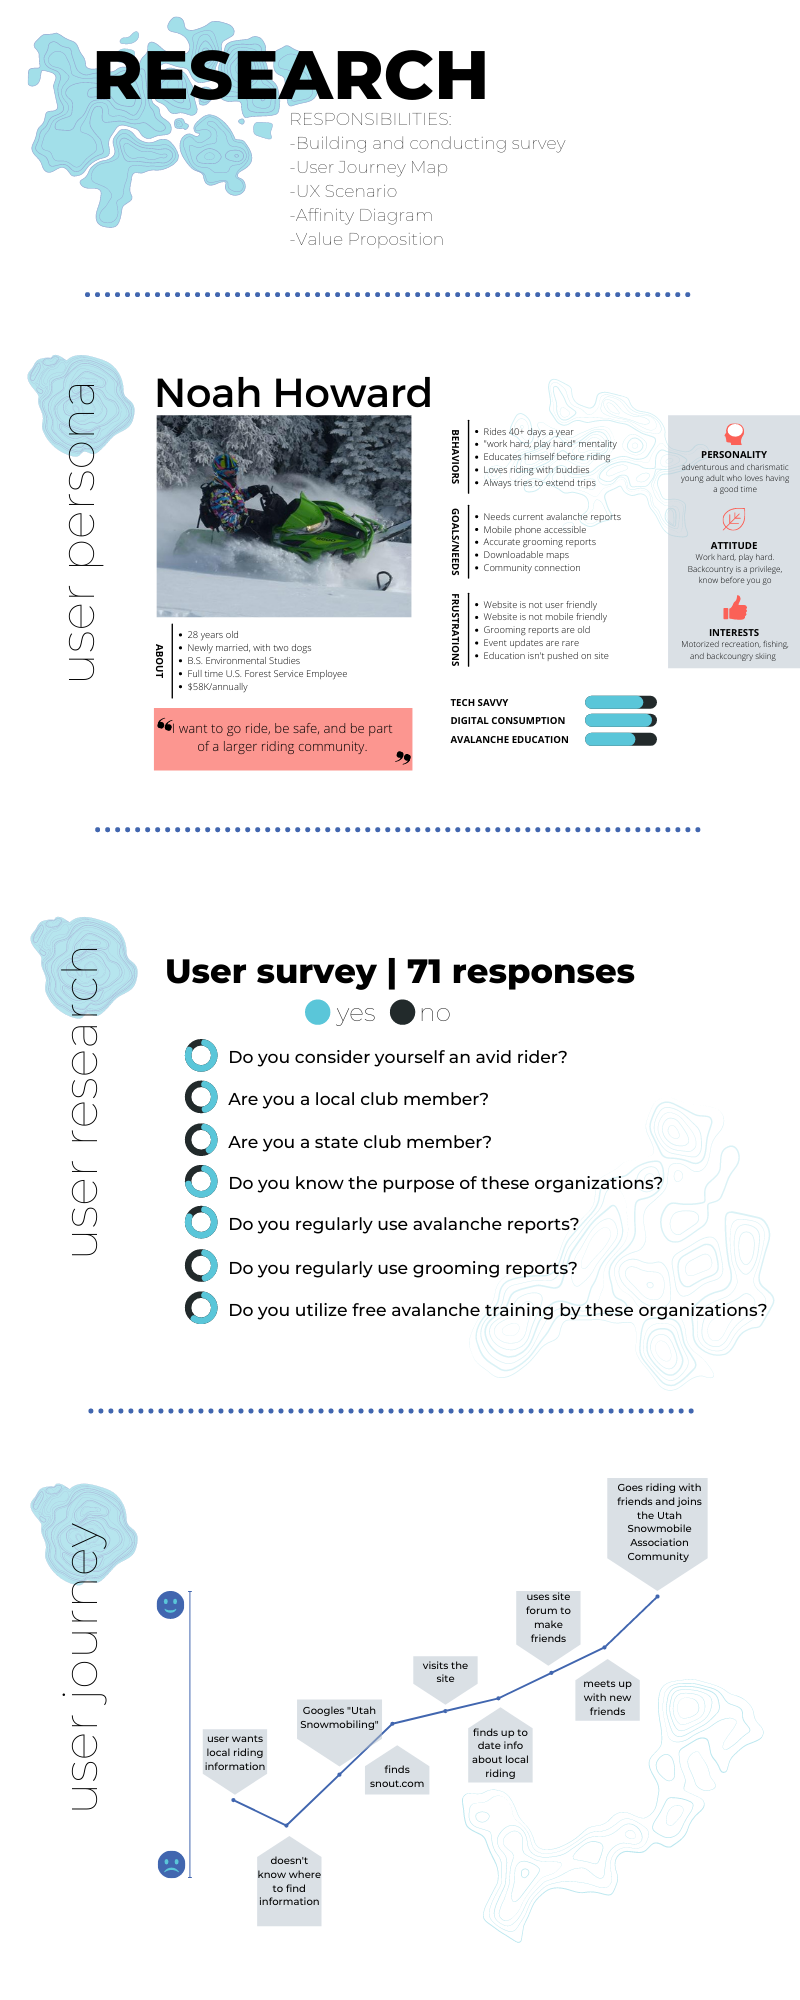 RESEARCH
RESPONSIBILITIES:
-Building and conducting survey
-User Journey Map
-UX Scenario
-Affinity Diagram
-Value Proposition
user persona
Noah Howard
ABOUT
• 28 years old
• Newly married, with two dogs
• B.S. Environmental Studies
• Full time U.S. Forest Service Employee
• $58K/annually
❝I want to go ride, be safe, and be part
of a larger riding community.❞
BEHAVIORS
• Rides 40+ days a year
• "work hard, play hard" mentality
• Educates himself before riding
• Loves riding with buddies
• Always tries to extend trips
GOALS/NEEDS
• Needs current avalanche reports
• Mobile phone accessible
• Accurate grooming reports
• Downloadable maps
• Community connection
FRUSTRATIONS
• Website is not user friendly
• Website is not mobile friendly
• Grooming reports are old
• Event updates are rare
• Education isn't pushed on site
TECH SAVVY
DIGITAL CONSUMPTION
AVALANCHE EDUCATION
PERSONALITY
adventurous and charismatic
young adult who loves having
a good time
ATTITUDE
Work hard, play hard.
Backcountry is a privilege,
know before you go
INTERESTS
Motorized recreation, fishing,
and backcoungry skiing
user research
User survey | 71 responses
yes no
Do you consider yourself an avid rider?
Are you a local club member?
Are you a state club member?
Do you know the purpose of these organizations?
Do you regularly use avalanche reports?
Do you regularly use grooming reports?
Do you utilize free avalanche training by these organizations?
user journey
user wants
local riding
information
doesn't
know where
to find
information
Googles "Utah
Snowmobiling"
finds
snout.com
visits the
site
finds up to
date info
about local
riding
uses site
forum to
make
friends
meets up
with new
friends
Goes riding with
friends and joins
the Utah
Snowmobile
Association
Community